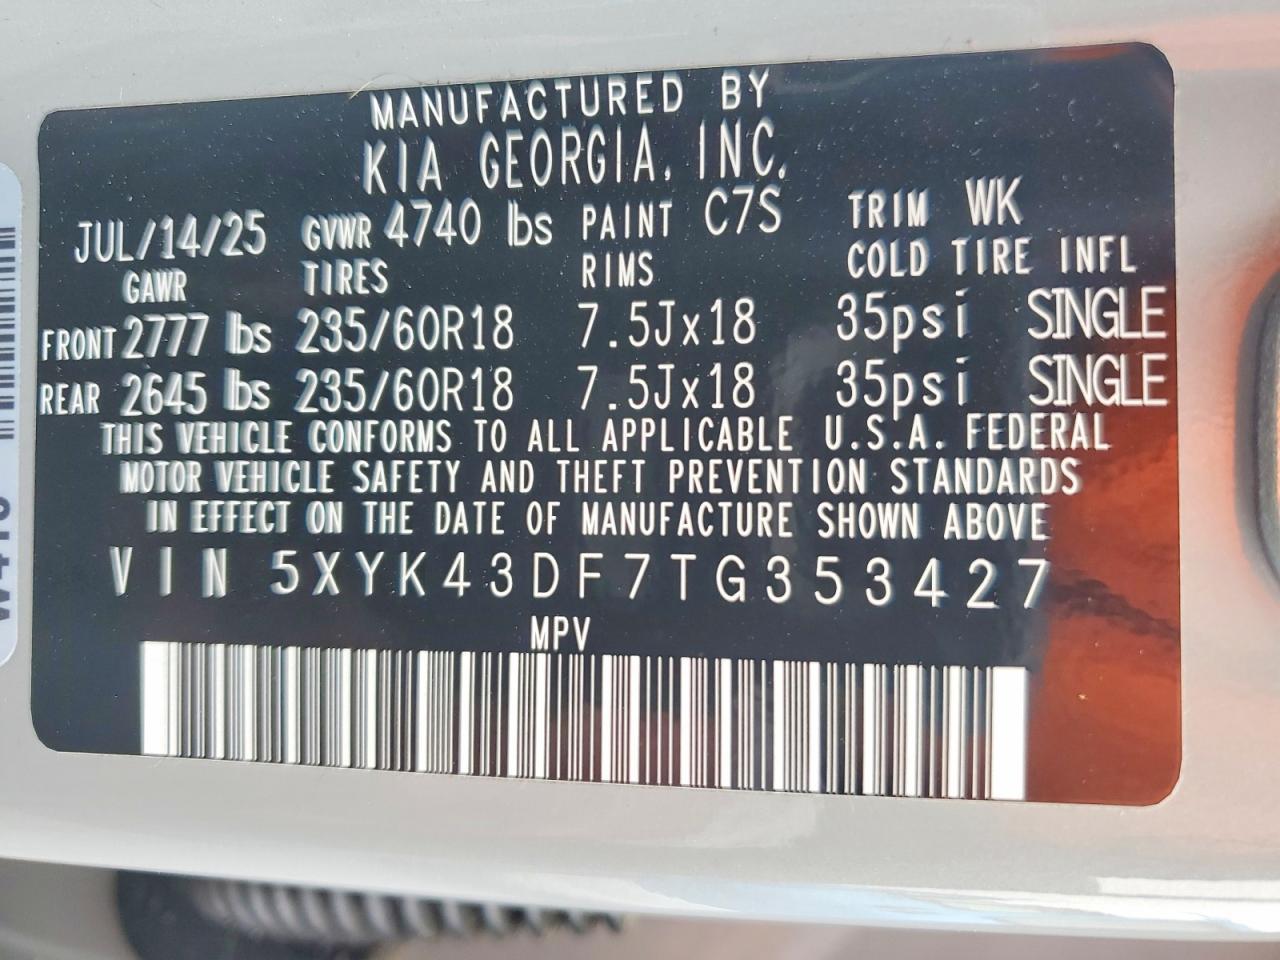 MANUFACTURED BY
KIA GEORGIA, INC.
JUL/14/25 GVWR 4740 lbs PAINT C7S TRIM WK
GAWR TIRES RIMS COLD TIRE INFL
FRONT 2777 lbs 235/60R18 7.5Jx18 35psi SINGLE
REAR 2645 lbs 235/60R18 7.5Jx18 35psi SINGLE
THIS VEHICLE CONFORMS TO ALL APPLICABLE U.S.A. FEDERAL
MOTOR VEHICLE SAFETY AND THEFT PREVENTION STANDARDS
IN EFFECT ON THE DATE OF MANUFACTURE SHOWN ABOVE
VIN 5XYK43DF7TG353427
MPV